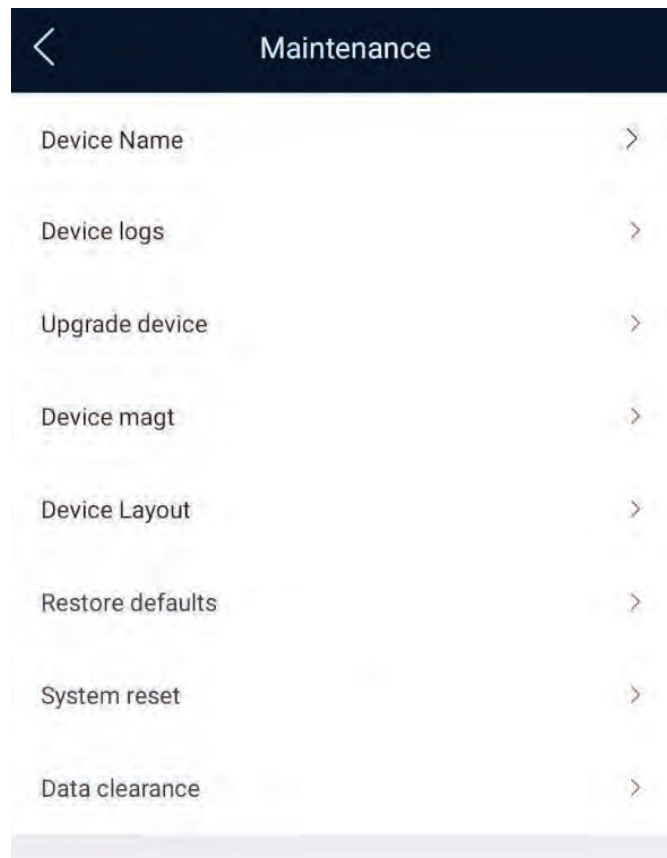 Maintenance
Device Name
Device logs
Upgrade device
Device magt
Device Layout
Restore defaults
System reset
Data clearance